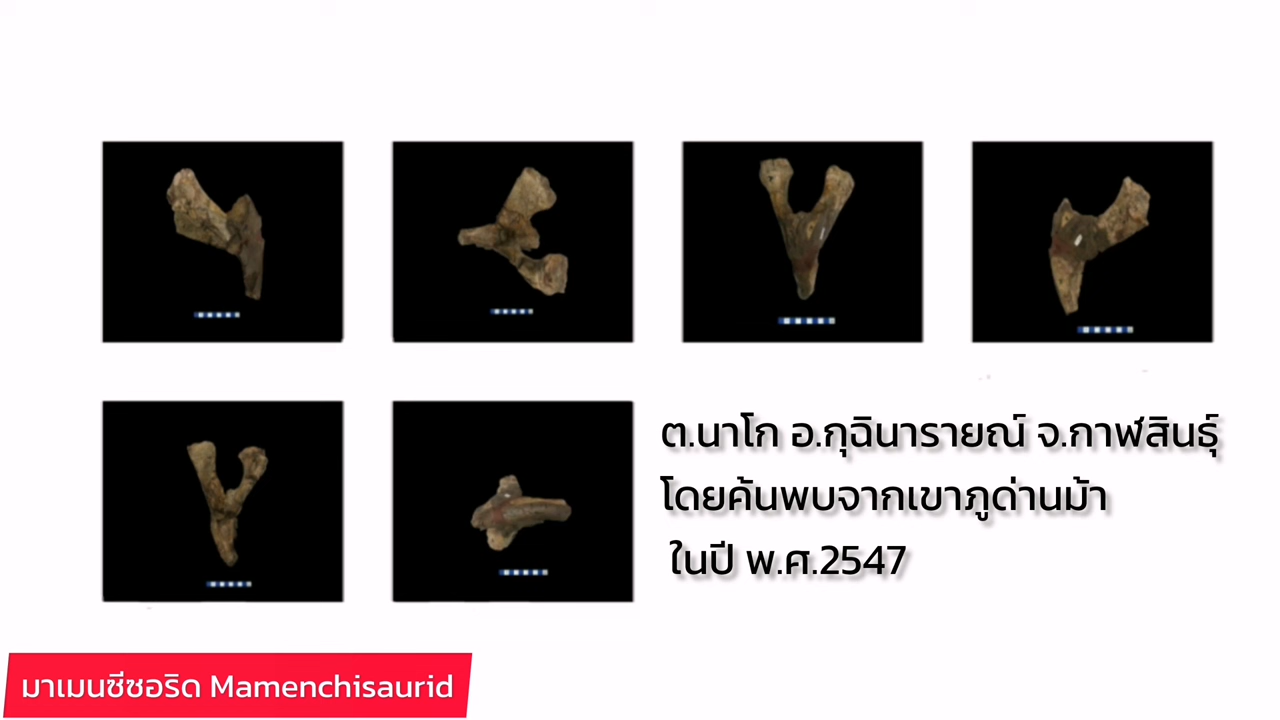 ต.นาโก อ.กุฉินารายณ์ จ.กาฬสินธุ์
โดยค้นพบจากเขาภูด่านม้า
ในปี พ.ศ.2547
มาเมนซีซอริด Mamenchisaurid